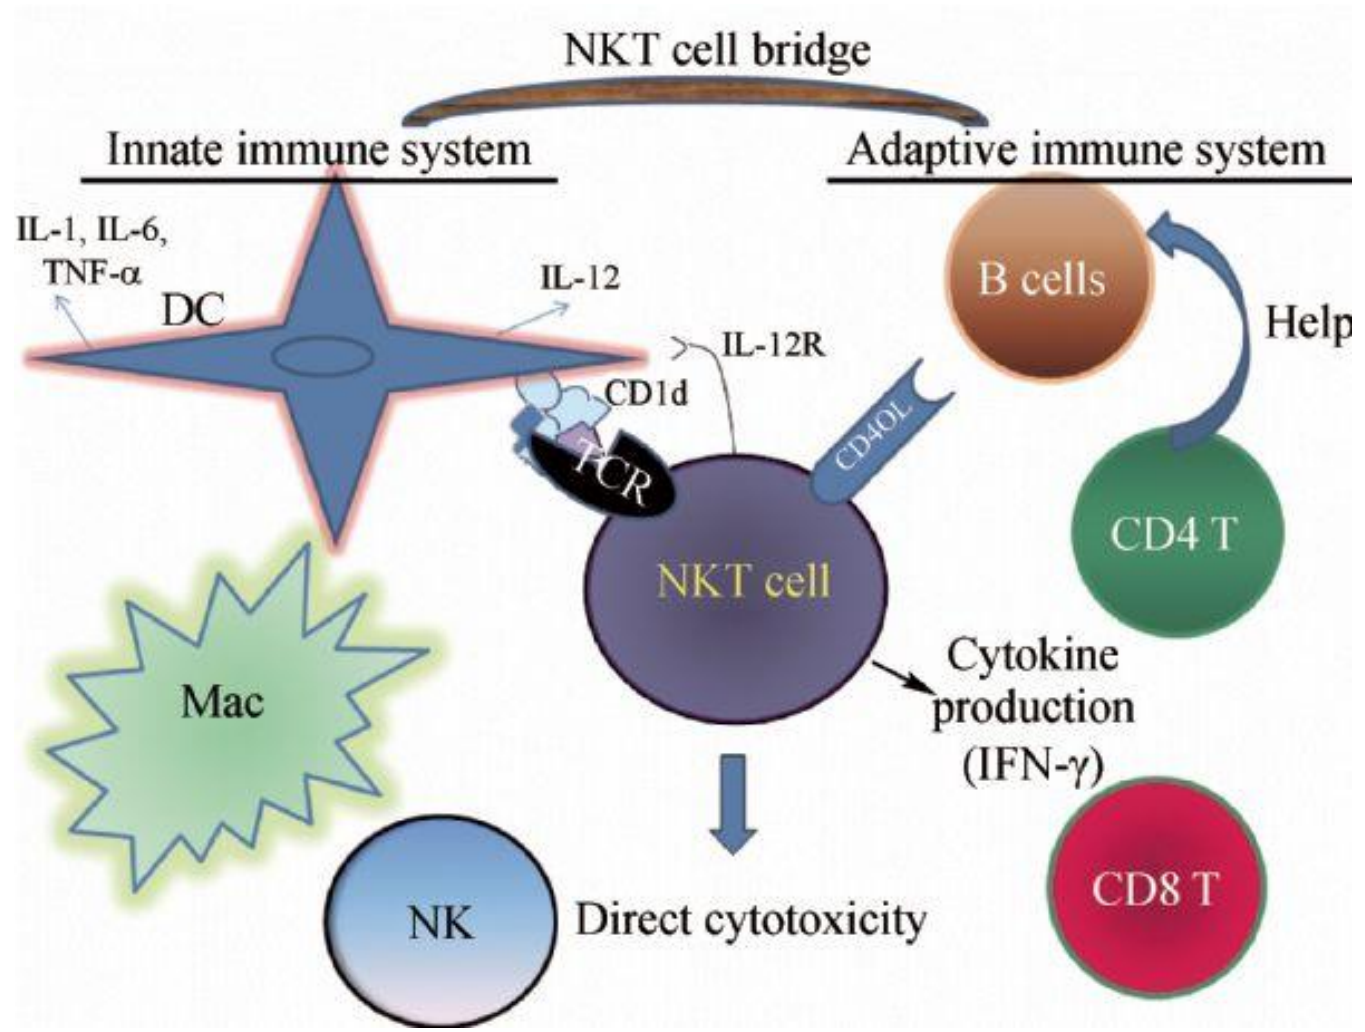 NKT cell bridge
Innate immune system
Adaptive immune system
IL-1, IL-6,
TNF-α
DC
IL-12
IL-12R
CD1d
TCR
CD4OL
B cells
Help
CD4 T
NKT cell
Mac
Cytokine
production
(IFN-γ)
NK
Direct cytotoxicity
CD8 T